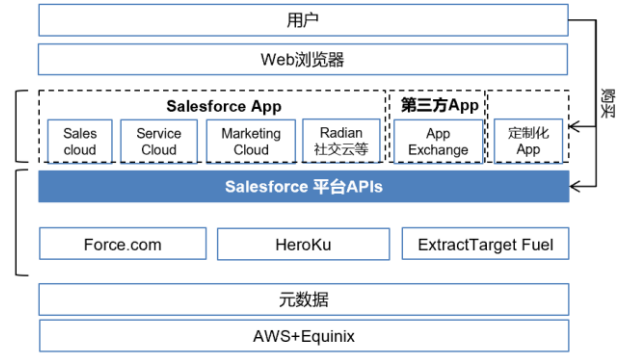 用户
Web浏览器
购买
Salesforce App
第三方App
Sales
cloud
Service
Cloud
Marketing
Cloud
Radian
社交云等
App
Exchange
定制化
App
Salesforce 平台APIs
Force.com
HeroKu
ExtractTarget Fuel
元数据
AWS+Equinix